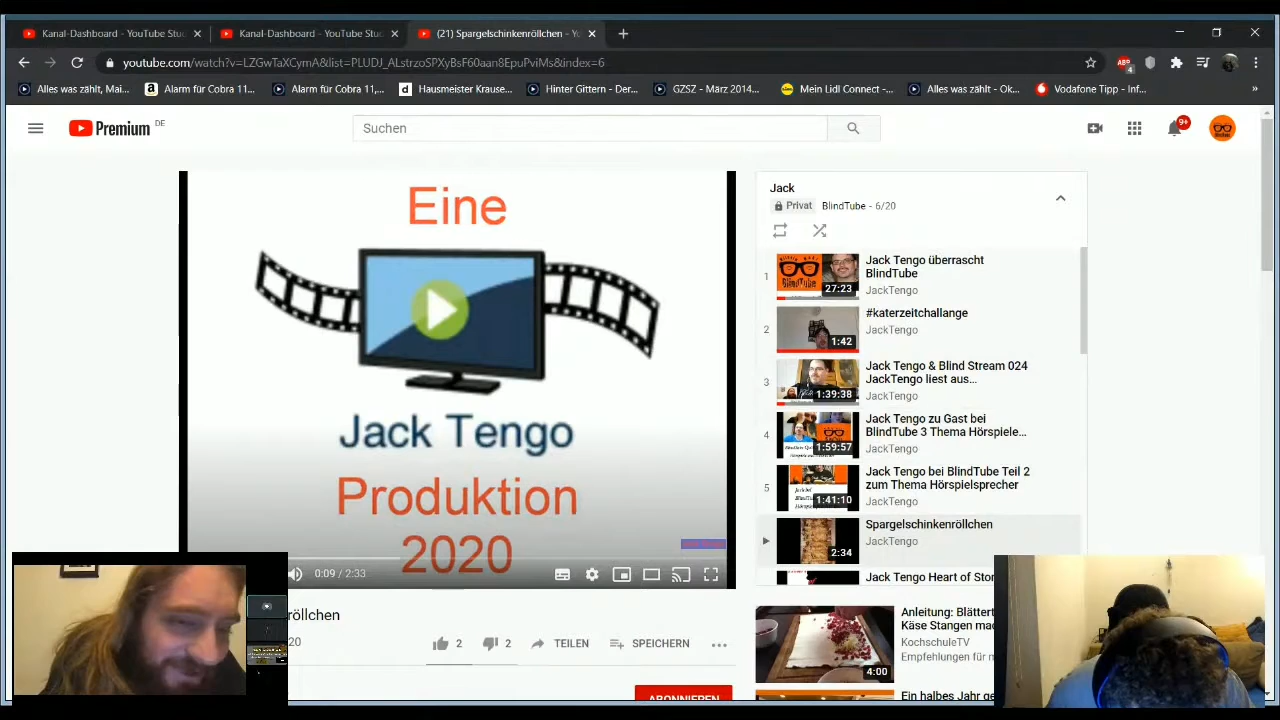 Kanal-Dashboard - YouTube Stu
Kanal-Dashboard - YouTube Stu
(21) Spargelschinkenröllchen - Yo
youtube.com/watch?v=LZGwTaXCymA&list=PLUDJ_ALstrzoSPXyBsF60aan8EpuPviMs&index=6
ABP
4
Alles was zählt, Mai...
a
Alarm für Cobra 11...
Alarm für Cobra 11,...
d
Hausmeister Krause...
Hinter Gittern - Der...
GZSZ - März 2014...
Mein Lidl Connect -...
Alles was zählt - Ok...
Vodafone Tipp - Inf...
»
Premium
DE
Suchen
9+
Eine
Jack Tengo
Produktion
2020
0:09 / 2:33
Jack
Privat
BlindTube - 6/20
1
27:23
Jack Tengo überrascht
BlindTube
JackTengo
2
1:42
#katerzeitchallange
JackTengo
3
1:39:38
Jack Tengo & Blind Stream 024
JackTengo liest aus...
JackTengo
4
1:59:57
Jack Tengo zu Gast bei
BlindTube 3 Thema Hörspiele...
JackTengo
5
1:41:10
Jack Tengo bei BlindTube Teil 2
zum Thema Hörspielsprecher
JackTengo
2:34
Spargelschinkenröllchen
JackTengo
Jack Tengo Heart of Ston
röllchen
20
2
2
TEILEN
SPEICHERN
ABONNIEREN
4:00
Anleitung: Blättert
Käse Stangen mac
KochschuleTV
Empfehlungen für m
Ein halbes Jahr ge